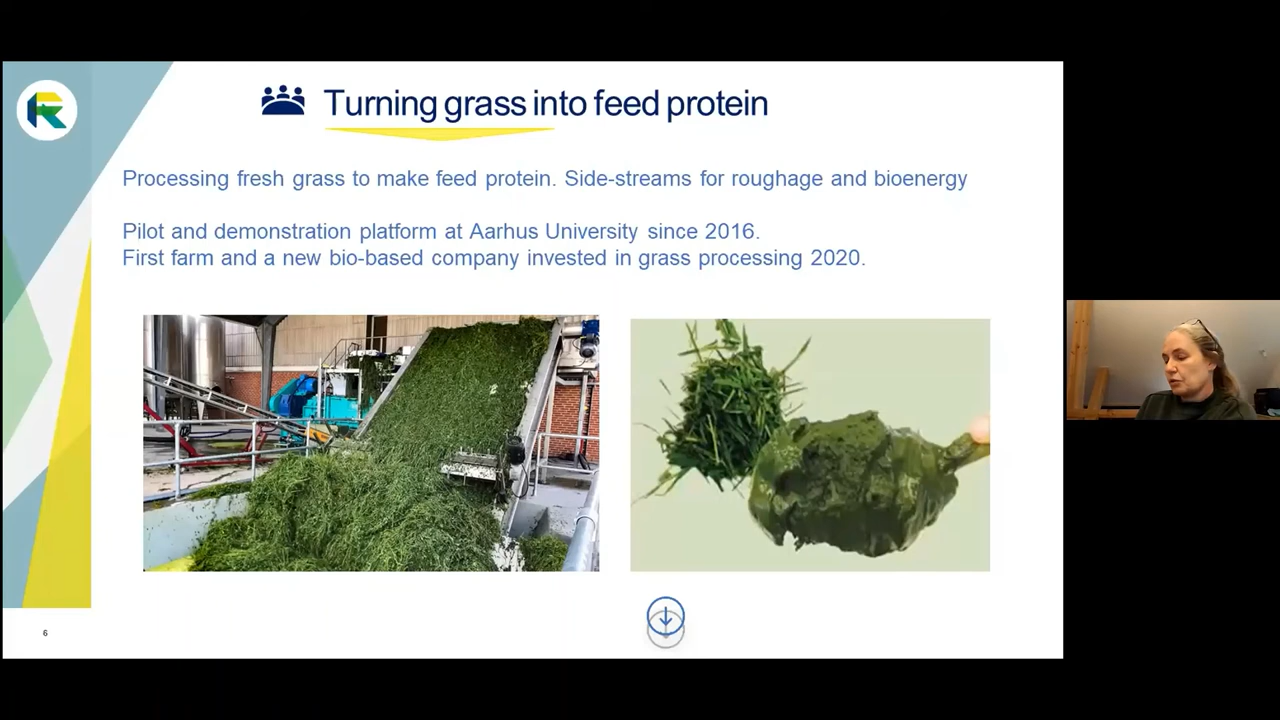 Turning grass into feed protein
Processing fresh grass to make feed protein. Side-streams for roughage and bioenergy
Pilot and demonstration platform at Aarhus University since 2016.
First farm and a new bio-based company invested in grass processing 2020.
6